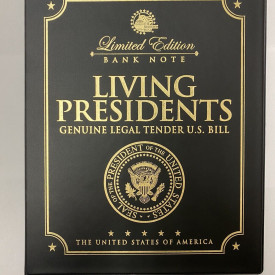 Limited Edition
BANK NOTE
LIVING
PRESIDENTS
GENUINE LEGAL TENDER U.S. BILL
SEAL OF THE PRESIDENT OF THE UNITED STATES
THE UNITED STATES OF AMERICA